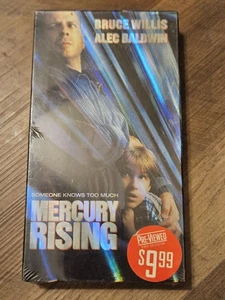 BRUCE WILLIS
ALEC BALDWIN
SOMEONE KNOWS TOO MUCH
MERCURY
RISING
PRE-VIEWED
$9.99